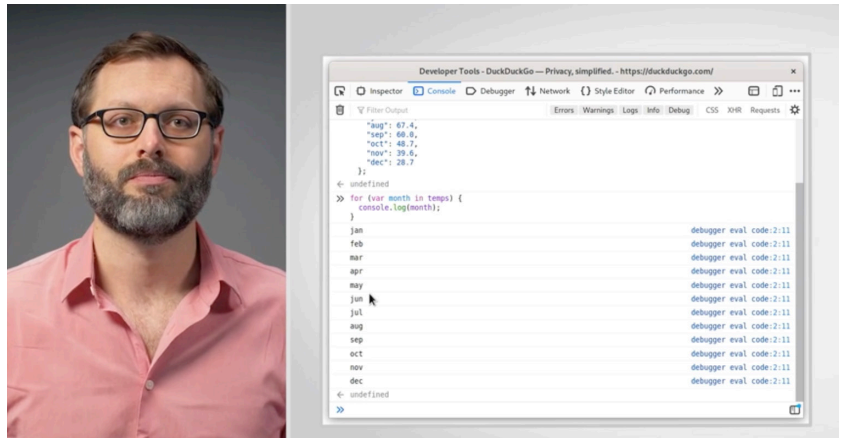 Developer Tools - DuckDuckGo — Privacy, simplified. - https://duckduckgo.com/
Inspector Console Debugger Network {} Style Editor Performance
Filter Output Errors Warnings Logs Info Debug CSS XHR Requests
"aug": 67.4,
"sep": 60.0,
"oct": 48.7,
"nov": 39.6,
"dec": 28.7
};
undefined
for (var month in temps) {
console.log(month);
}
jan debugger eval code:2:11
feb debugger eval code:2:11
mar debugger eval code:2:11
apr debugger eval code:2:11
may debugger eval code:2:11
jun debugger eval code:2:11
jul debugger eval code:2:11
aug debugger eval code:2:11
sep debugger eval code:2:11
oct debugger eval code:2:11
nov debugger eval code:2:11
dec debugger eval code:2:11
undefined